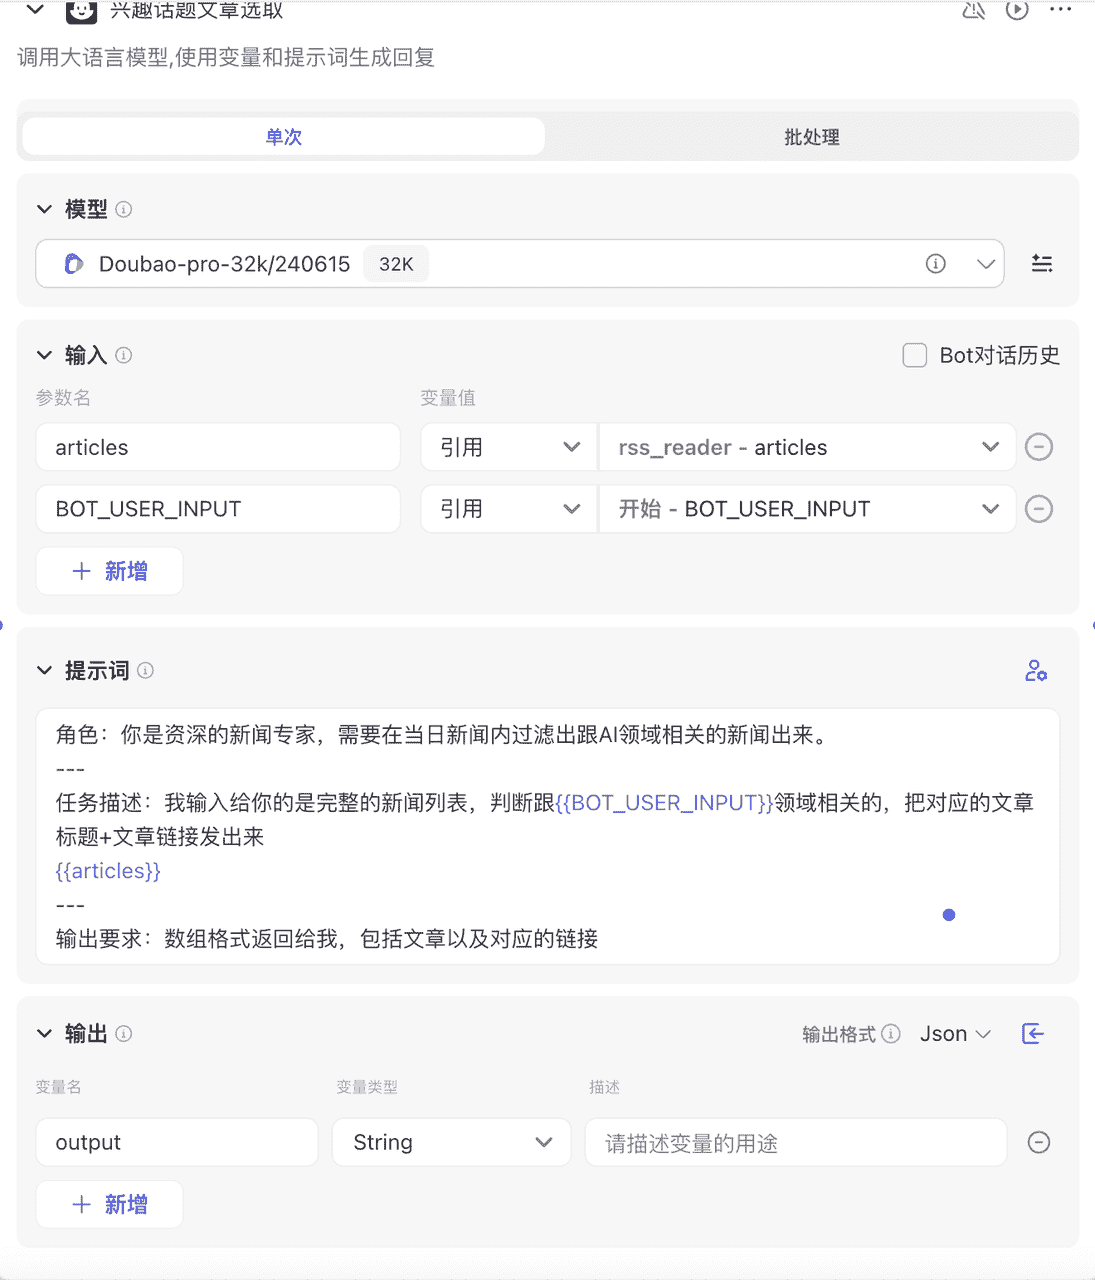 兴趣话题文章选取
调用大语言模型,使用变量和提示词生成回复
单次 批处理
模型
Doubao-pro-32k/240615 32K
输入 Bot对话历史
参数名 变量值
articles 引用 rss_reader - articles
BOT_USER_INPUT 引用 开始 - BOT_USER_INPUT
+ 新增
提示词
角色：你是资深的新闻专家，需要在当日新闻内过滤出跟AI领域相关的新闻出来。
---
任务描述：我输入给你的是完整的新闻列表，判断跟{{BOT_USER_INPUT}}领域相关的，把对应的文章
标题+文章链接发出来
{{articles}}
---
输出要求：数组格式返回给我，包括文章以及对应的链接
输出 输出格式 Json
变量名 变量类型 描述
output String 请描述变量的用途
+ 新增